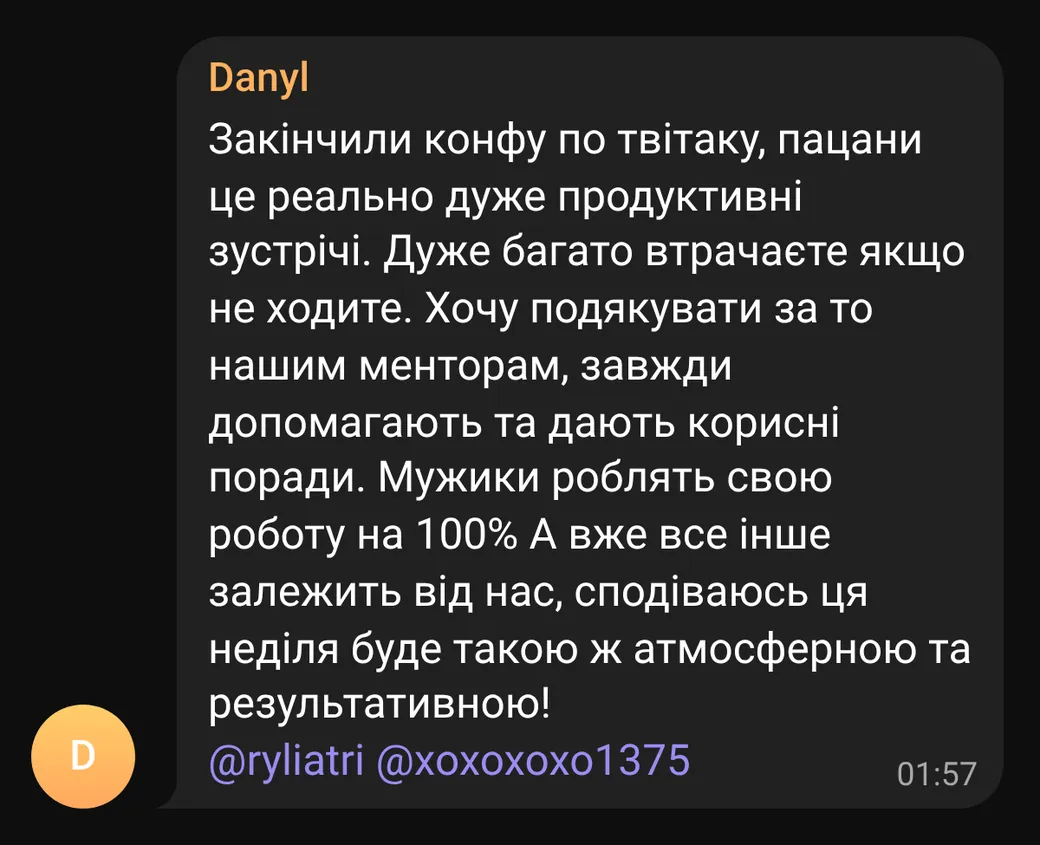 Danyl
Закінчили конфу по твітаку, пацани
це реально дуже продуктивні
зустрічі. Дуже багато втрачаєте якщо
не ходите. Хочу подякувати за то
нашим менторам, завжди
допомагають та дають корисні
поради. Мужики роблять свою
роботу на 100% А вже все інше
залежить від нас, сподіваюсь ця
неділя буде такою ж атмосферною та
результативною!
@ryliatri @xoxoxoxo1375
01:57
D